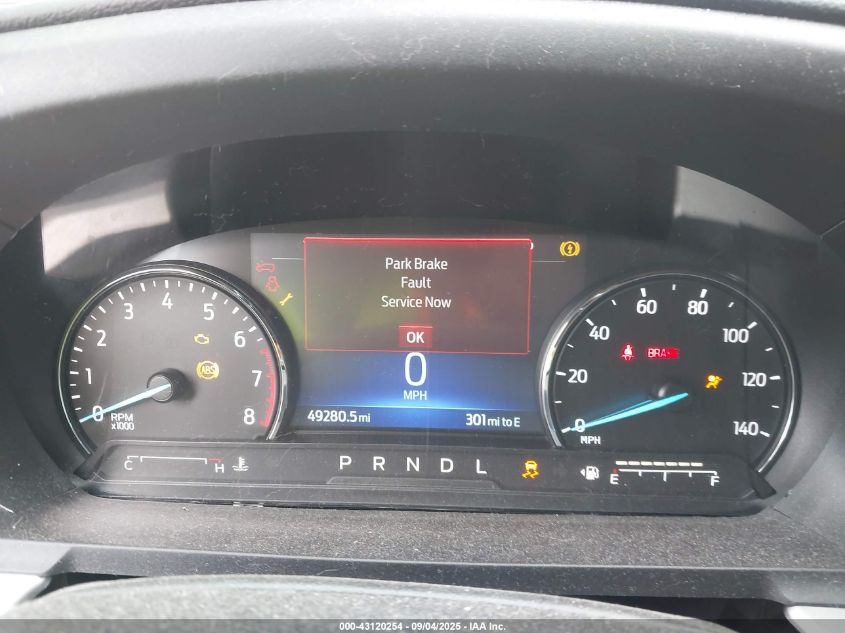 Park Brake
Fault
Service Now
OK
0
MPH
49280.5 mi
301 mi to E
0
1
2
3
4
5
6
7
8
RPM
x1000
ABS
0
20
40
60
80
100
120
140
MPH
C
H
P R N D L
E
F
000-43120254 - 09/04/2025 - IAA Inc.